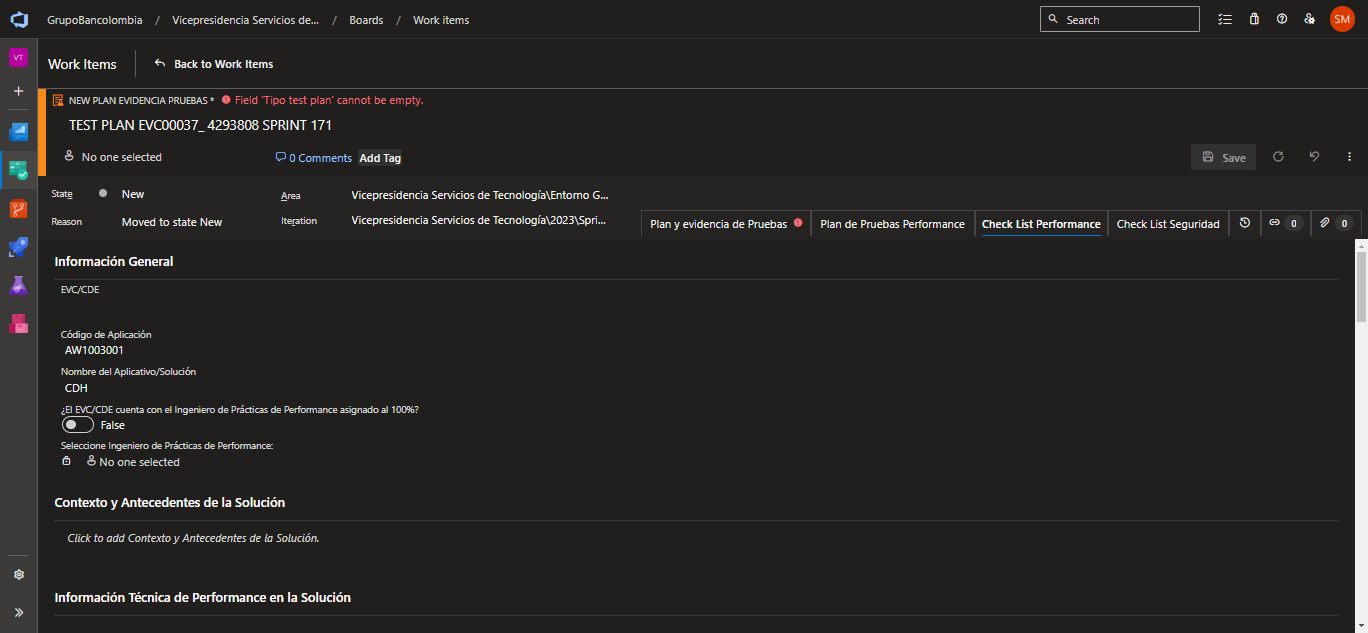 GrupoBancolombia / Vicepresidencia Servicios de... / Boards / Work items
Search
SM
VT
Work Items
Back to Work Items
NEW PLAN EVIDENCIA PRUEBAS * Field 'Tipo test plan' cannot be empty.
TEST PLAN EVC00037_ 4293808 SPRINT 171
No one selected
0 Comments
Add Tag
Save
State
New
Area
Vicepresidencia Servicios de Tecnología\Entorno G...
Reason
Moved to state New
Iteration
Vicepresidencia Servicios de Tecnología\2023\Spri...
Plan y evidencia de Pruebas
Plan de Pruebas Performance
Check List Performance
Check List Seguridad
0
0
Información General
EVC/CDE
Código de Aplicación
AW1003001
Nombre del Aplicativo/Solución
CDH
¿El EVC/CDE cuenta con el Ingeniero de Prácticas de Performance asignado al 100%?
False
Seleccione Ingeniero de Prácticas de Performance:
No one selected
Contexto y Antecedentes de la Solución
Click to add Contexto y Antecedentes de la Solución.
Información Técnica de Performance en la Solución